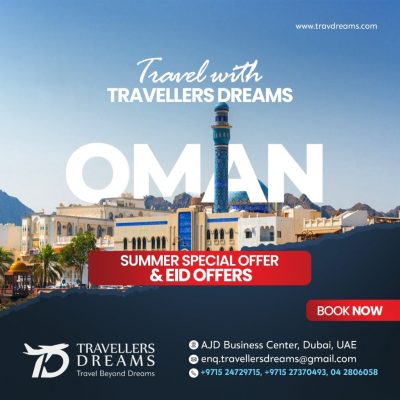 www.travdreams.com
Travel with
TRAVELLERS DREAMS
OMAN
SUMMER SPECIAL OFFER
& EID OFFERS
BOOK NOW
TRAVELLERS
DREAMS
Travel Beyond Dreams
AJD Business Center, Dubai, UAE
enq.travellersdreams@gmail.com
+9715 24729715, +9715 27370493, 04 2806058